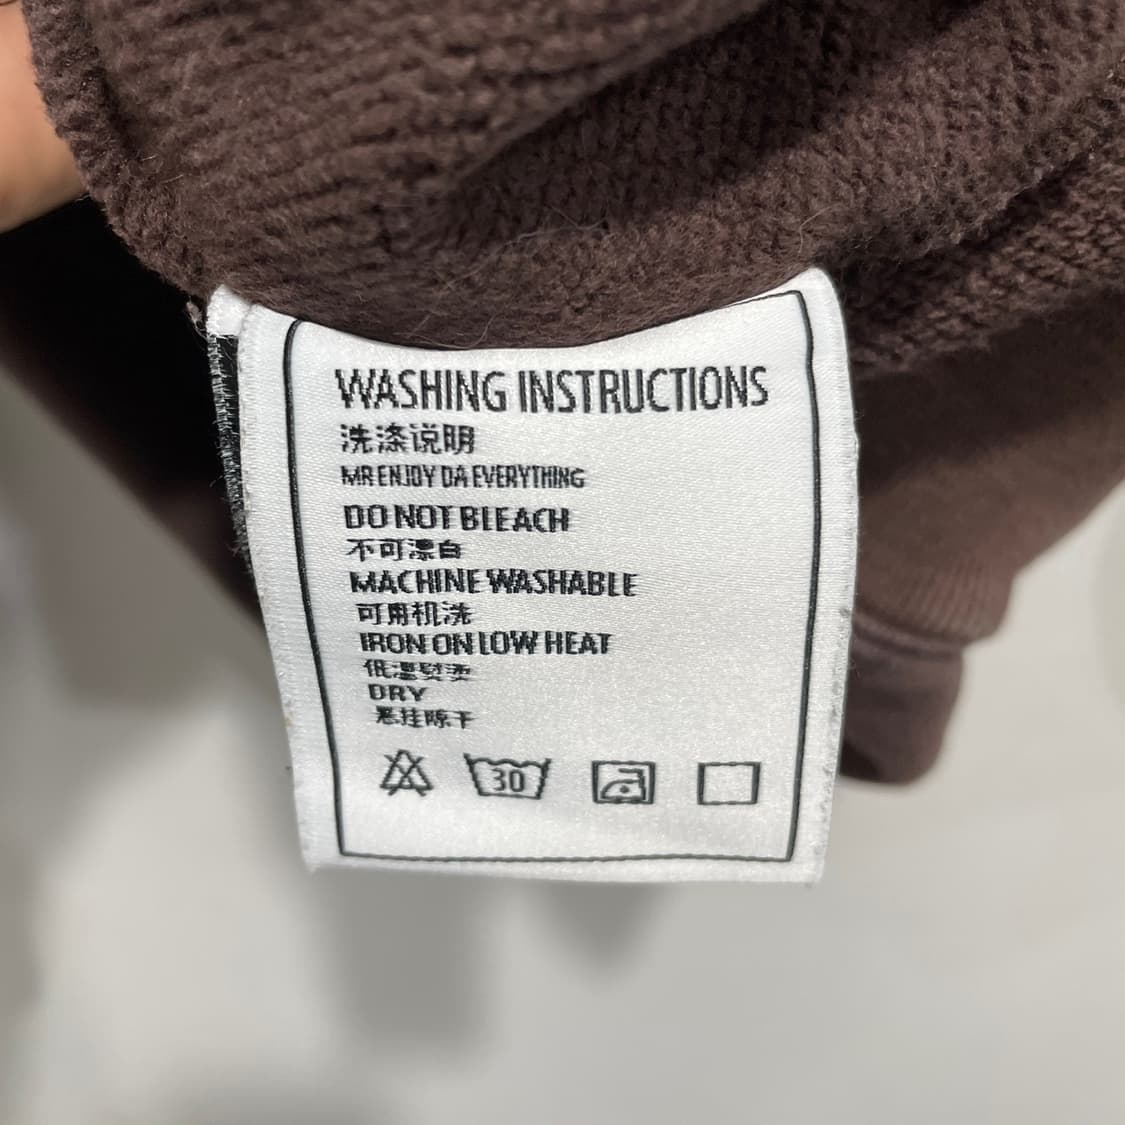 WASHING INSTRUCTIONS
洗涤说明
MR ENJOY DA EVERYTHING
DO NOT BLEACH
不可漂白
MACHINE WASHABLE
可用机洗
IRON ON LOW HEAT
低温熨烫
DRY
悬挂晾干
30